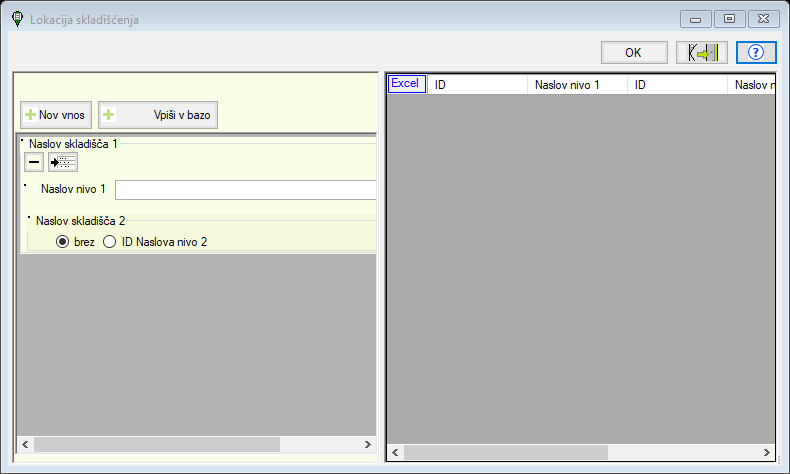 Lokacija skladiščenja
OK
Nov vnos
Vpiši v bazo
Naslov skladišča 1
Naslov nivo 1
Naslov skladišča 2
brez
ID Naslova nivo 2
Excel
ID
Naslov nivo 1
ID
Naslov n